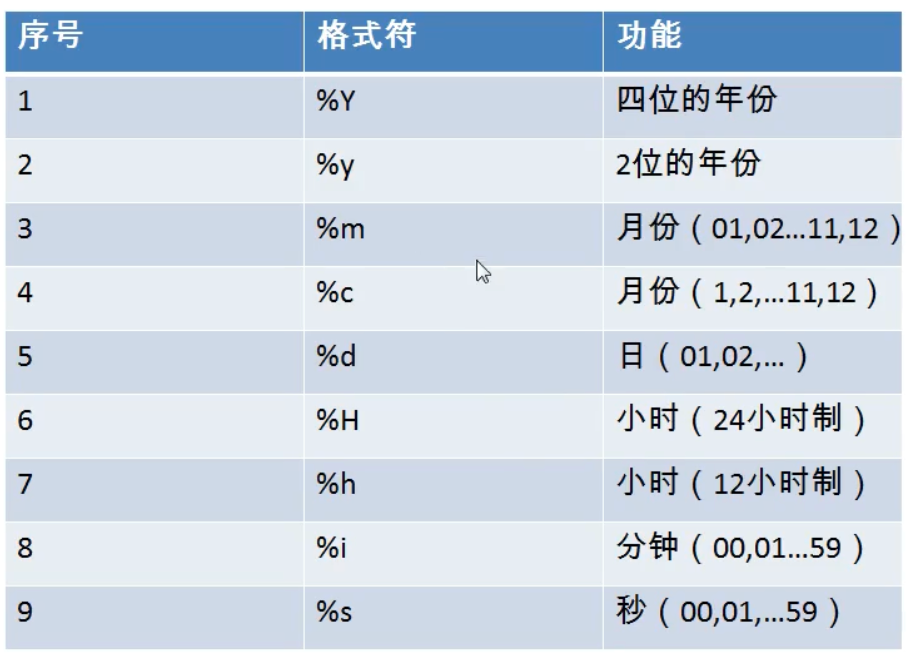 序号 格式符 功能
1 %Y 四位的年份
2 %y 2位的年份
3 %m 月份（01,02…11,12）
4 %c 月份（1,2,…11,12）
5 %d 日（01,02,…）
6 %H 小时（24小时制）
7 %h 小时（12小时制）
8 %i 分钟（00,01…59）
9 %s 秒（00,01,…59）